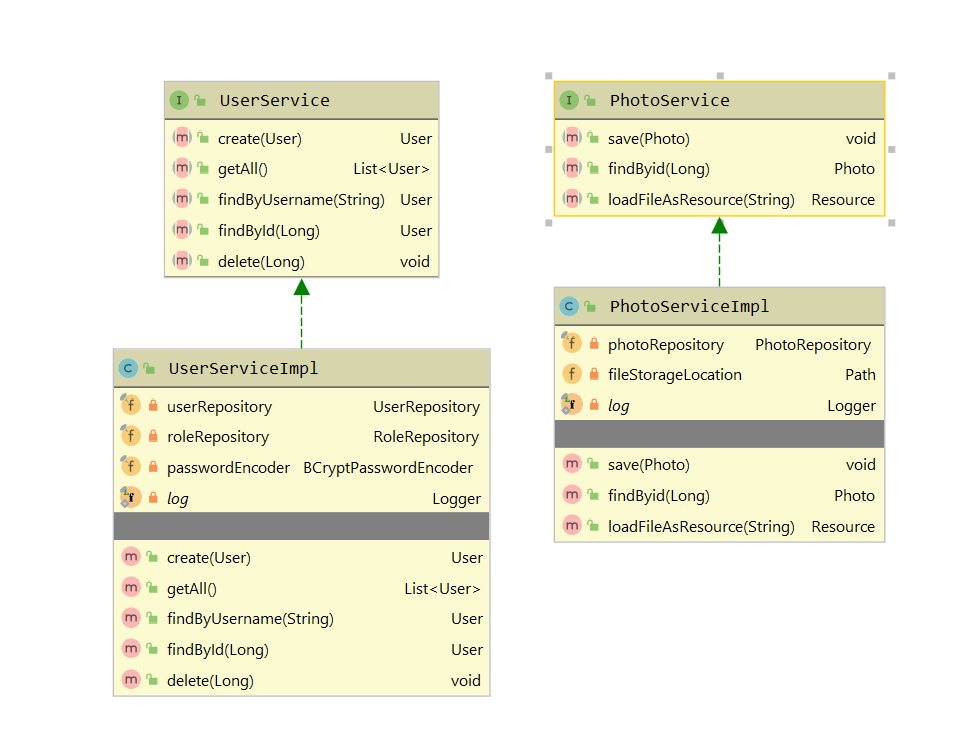 UserService
create(User) User
getAll() List<User>
findByUsername(String) User
findById(Long) User
delete(Long) void
UserServiceImpl
userRepository UserRepository
roleRepository RoleRepository
passwordEncoder BCryptPasswordEncoder
log Logger
create(User) User
getAll() List<User>
findByUsername(String) User
findById(Long) User
delete(Long) void
PhotoService
save(Photo) void
findByid(Long) Photo
loadFileAsResource(String) Resource
PhotoServiceImpl
photoRepository PhotoRepository
fileStorageLocation Path
log Logger
save(Photo) void
findByid(Long) Photo
loadFileAsResource(String) Resource